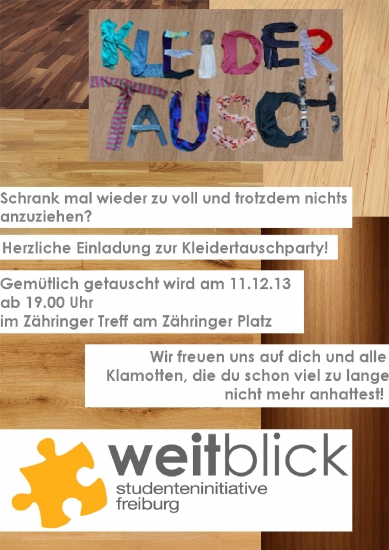 KLEIDER
TAUSCH
Schrank mal wieder zu voll und trotzdem nichts
anzuziehen?
Herzliche Einladung zur Kleidertauschparty!
Gemütlich getauscht wird am 11.12.13
ab 19.00 Uhr
im Zähringer Treff am Zähringer Platz
Wir freuen uns auf dich und alle
Klamotten, die du schon viel zu lange
nicht mehr anhattest!
weitblick
studenteninitiative
freiburg